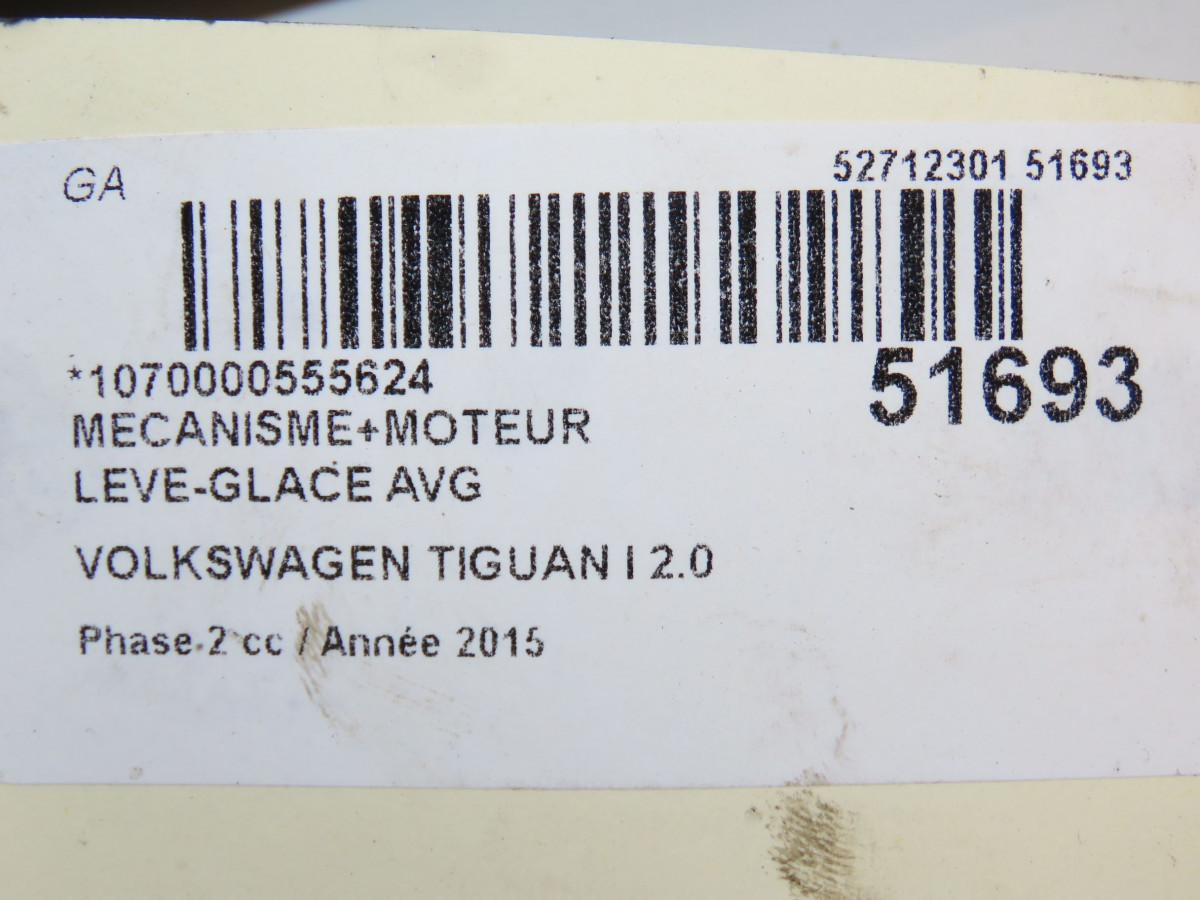 GA
52712301 51693
*1070000555624
51693
MECANISME+MOTEUR
LEVE-GLACE AVG
VOLKSWAGEN TIGUAN I 2.0
Phase 2 cc / Année 2015